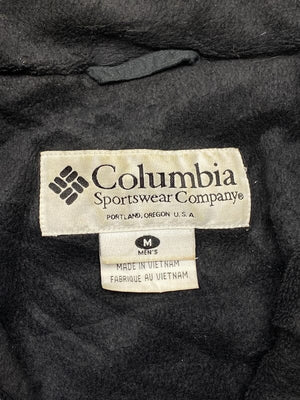 Columbia
Sportswear Company®
PORTLAND, OREGON U.S.A
M
MEN'S
MADE IN VIETNAM
FABRIQUE AU VIETNAM